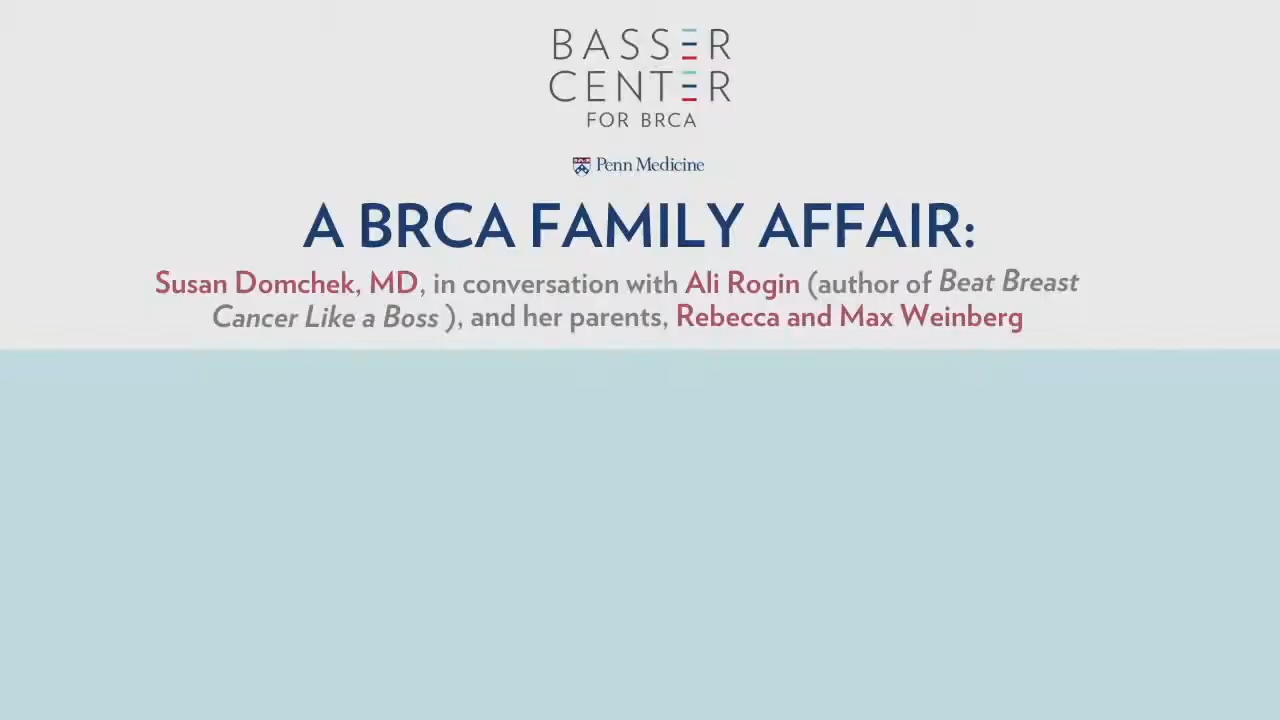 BASSER
CENTER
FOR BRCA
Penn Medicine
A BRCA FAMILY AFFAIR:
Susan Domchek, MD, in conversation with Ali Rogin (author of Beat Breast
Cancer Like a Boss ), and her parents, Rebecca and Max Weinberg